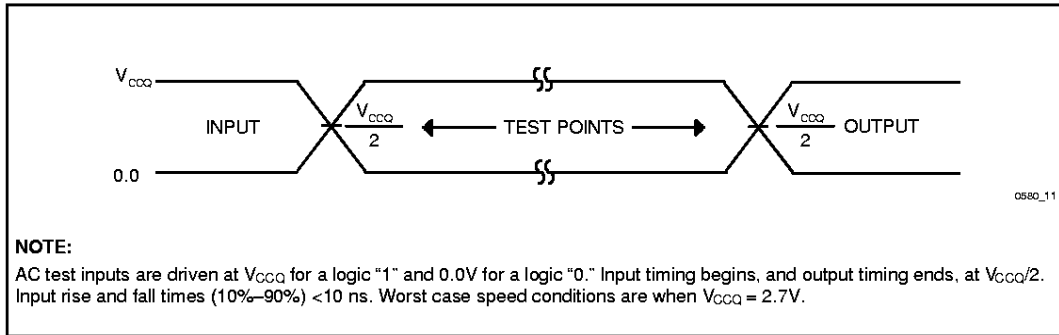 VCCQ
INPUT VCCQ/2 TEST POINTS VCCQ/2 OUTPUT
0.0
0580_11
NOTE:
AC test inputs are driven at VCCQ for a logic "1" and 0.0V for a logic "0." Input timing begins, and output timing ends, at VCCQ/2.
Input rise and fall times (10%–90%) <10 ns. Worst case speed conditions are when VCCQ = 2.7V.